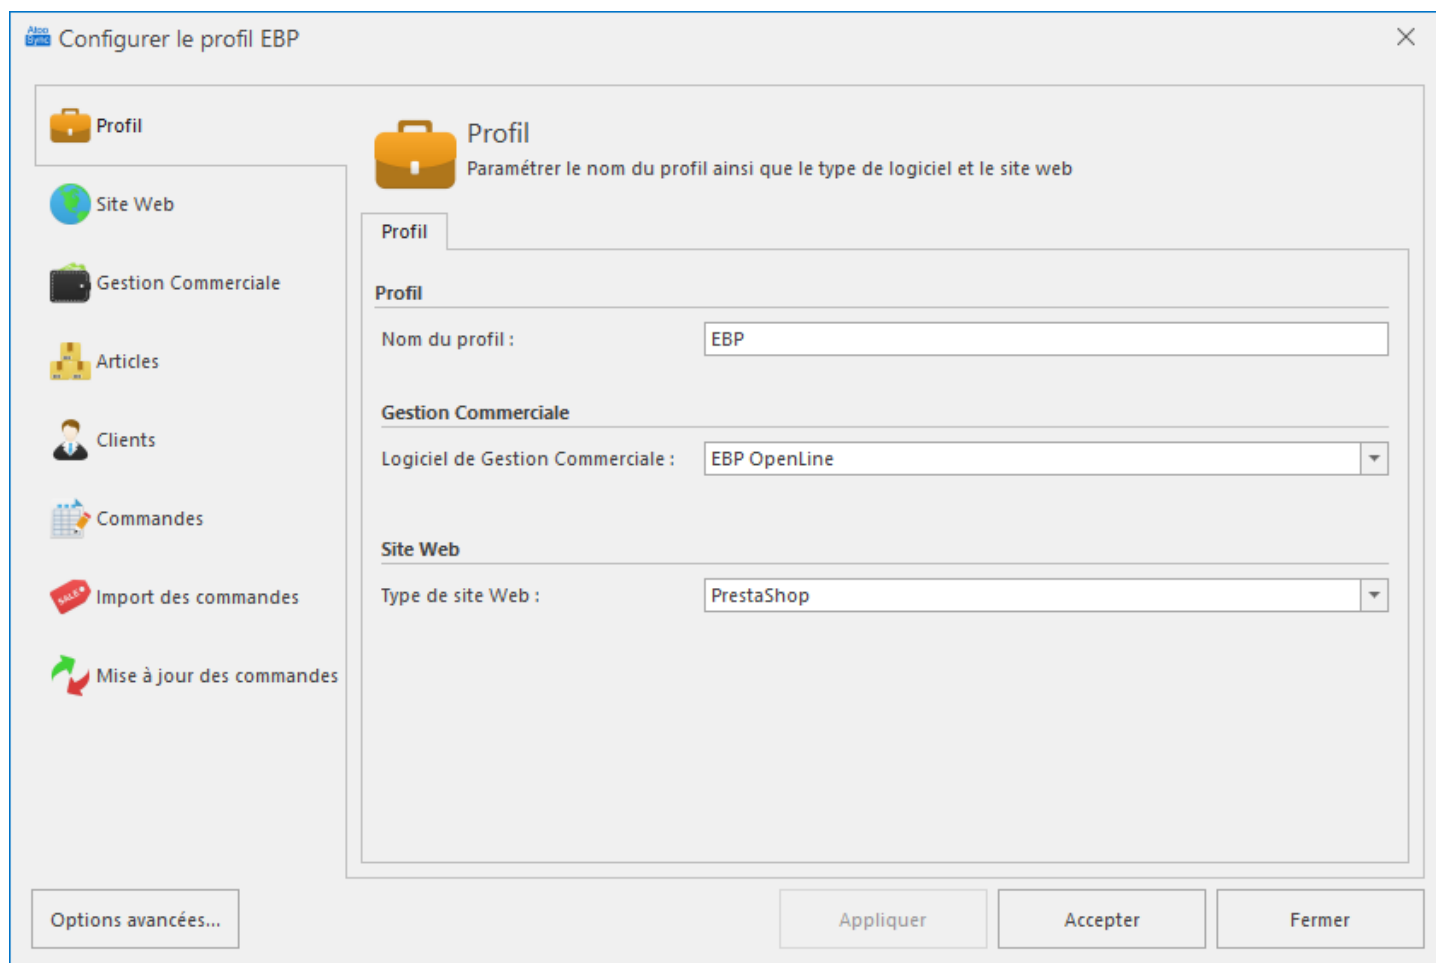 Atoo
Sync
Configurer le profil EBP
Profil
Site Web
Gestion Commerciale
Articles
Clients
Commandes
SALE
Import des commandes
Mise à jour des commandes
Profil
Paramétrer le nom du profil ainsi que le type de logiciel et le site web
Profil
Profil
Nom du profil : EBP
Gestion Commerciale
Logiciel de Gestion Commerciale : EBP OpenLine
Site Web
Type de site Web : PrestaShop
Options avancées...
Appliquer
Accepter
Fermer